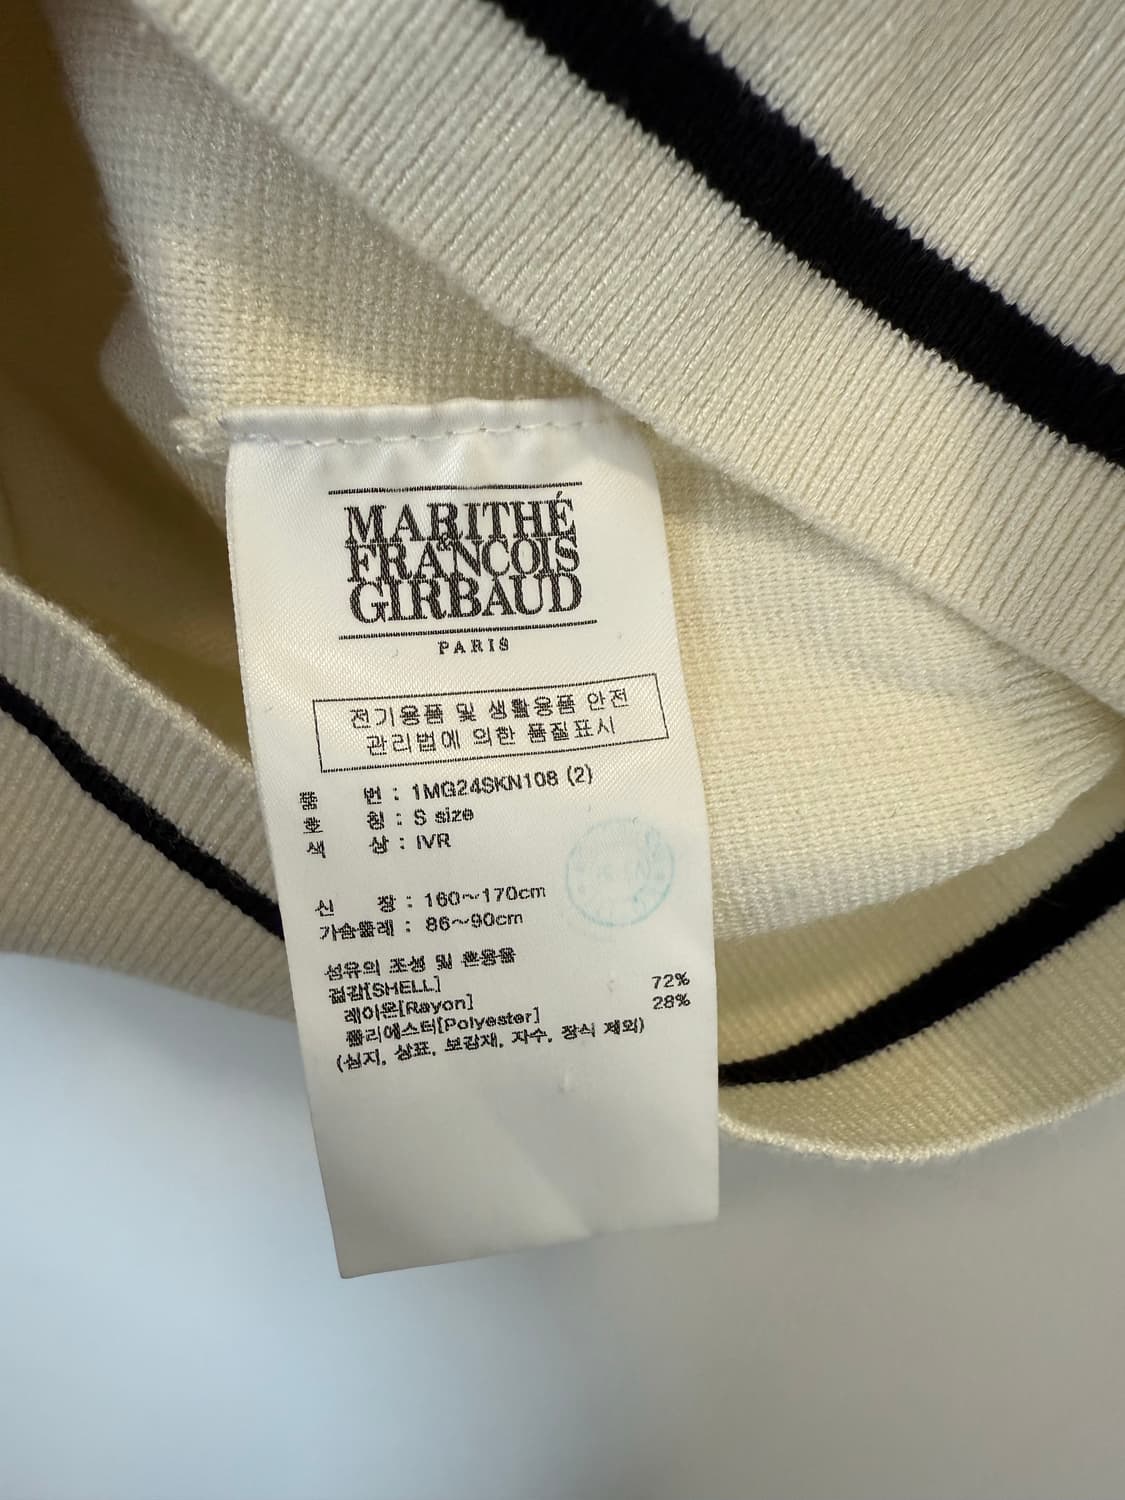 MARITHÉ
&
FRANCOIS
GIRBAUD
PARIS
전기용품 및 생활용품 안전
관리법에 의한 품질표시
품 번 : 1MG24SKN108 (2)
호 칭 : S size
색 상 : IVR
신 장 : 160~170cm
가슴둘레 : 86~90cm
섬유의 조성 및 혼용율
겉감[SHELL]
레이온[Rayon] 72%
폴리에스터[Polyester] 28%
(심지, 상표, 보강재, 자수, 장식 제외)